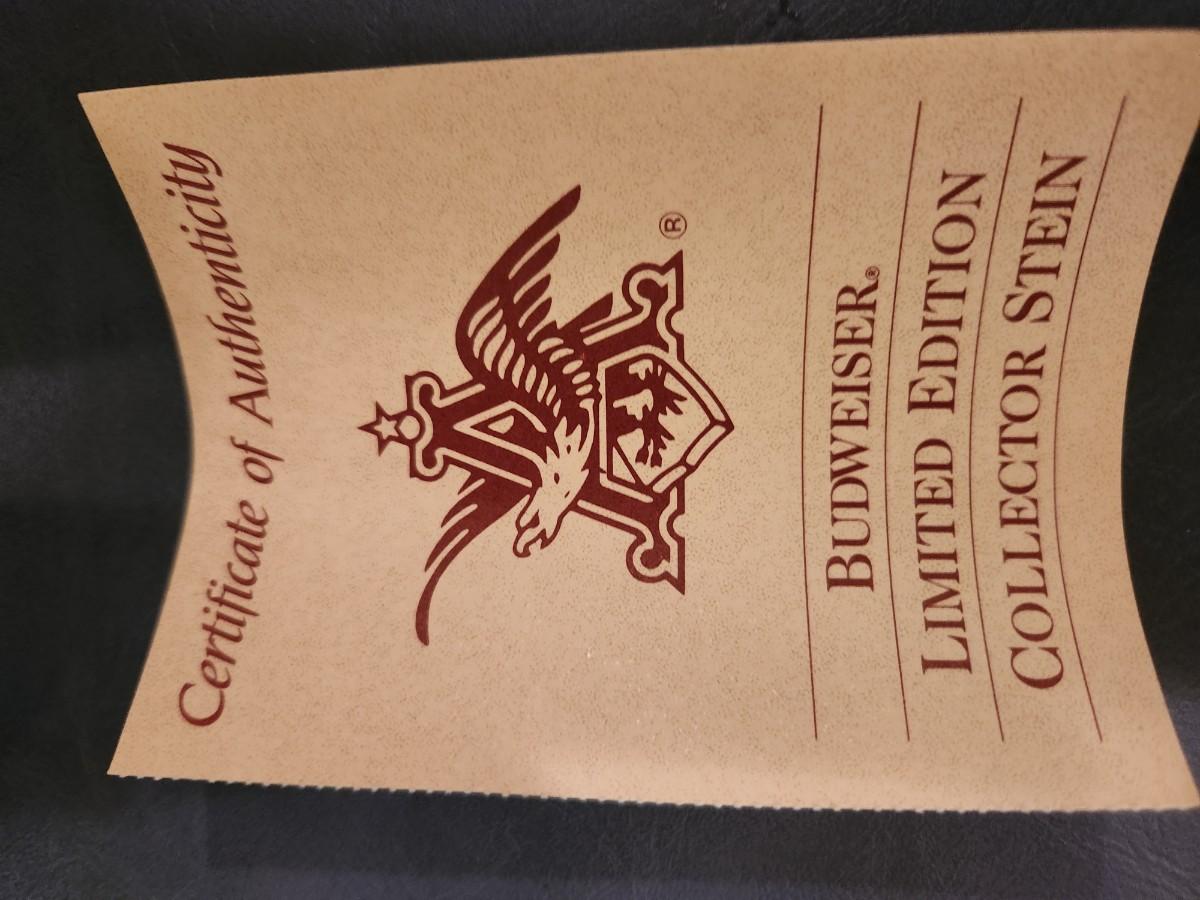 Certificate of Authenticity
A
®
BUDWEISER®
LIMITED EDITION
COLLECTOR STEIN